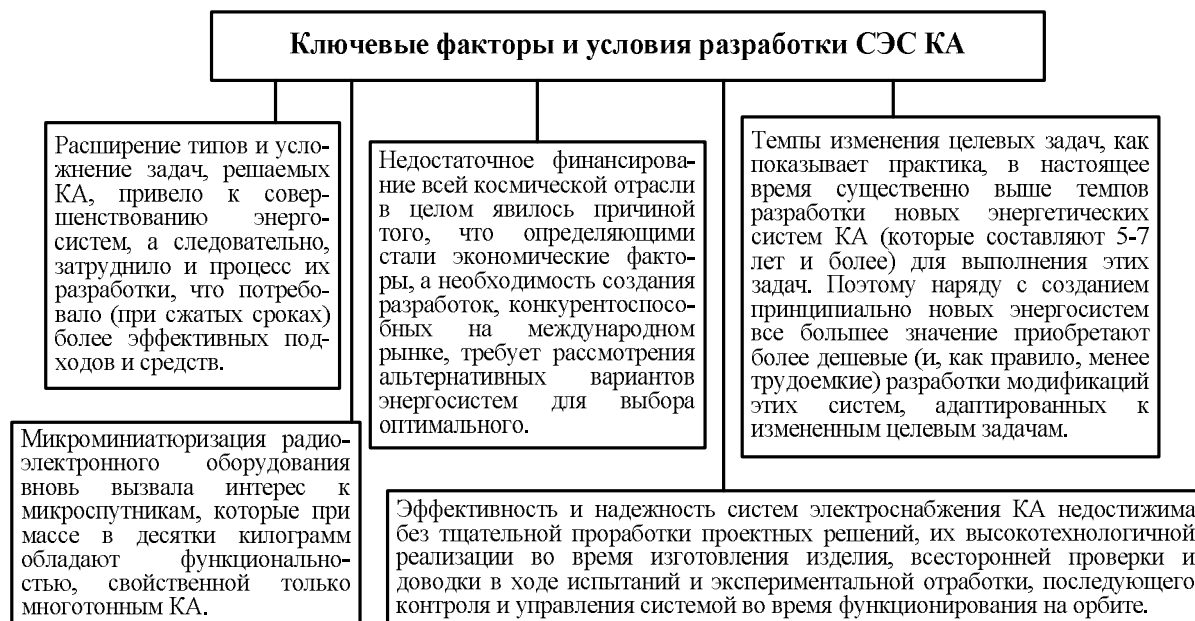 Ключевые факторы и условия разработки СЭС КА
Расширение типов и усло-
жнение задач, решаемых
КА, привело к совер-
шенствованию энерго-
систем, а следовательно,
затруднило и процесс их
разработки, что потребо-
вало (при сжатых сроках)
более эффективных под-
ходов и средств.
Микроминиатюризация радио-
электронного оборудования
вновь вызвала интерес к
микроспутникам, которые при
массе в десятки килограмм
обладают функционально-
стью, свойственной только
многотонным КА.
Недостаточное финансирова-
ние всей космической отрасли
в целом явилось причиной
того, что определяющими
стали экономические факто-
ры, а необходимость создания
разработок, конкурентоспосо-
бных на международном
рынке, требует рассмотрения
альтернативных вариантов
энергосистем для выбора
оптимального.
Эффективность и надежность систем электроснабжения КА недостижима
без тщательной проработки проектных решений, их высокотехнологичной
реализации во время изготовления изделия, всесторонней проверки и
доводки в ходе испытаний и экспериментальной отработки, последующего
контроля и управления системой во время функционирования на орбите.
Темпы изменения целевых задач, как
показывает практика, в настоящее
время существенно выше темпов
разработки новых энергетических
систем КА (которые составляют 5-7
лет и более) для выполнения этих
задач. Поэтому наряду с созданием
принципиально новых энергосистем
все большее значение приобретают
более дешевые (и, как правило, менее
трудоемкие) разработки модификаций
этих систем, адаптированных к
измененным целевым задачам.